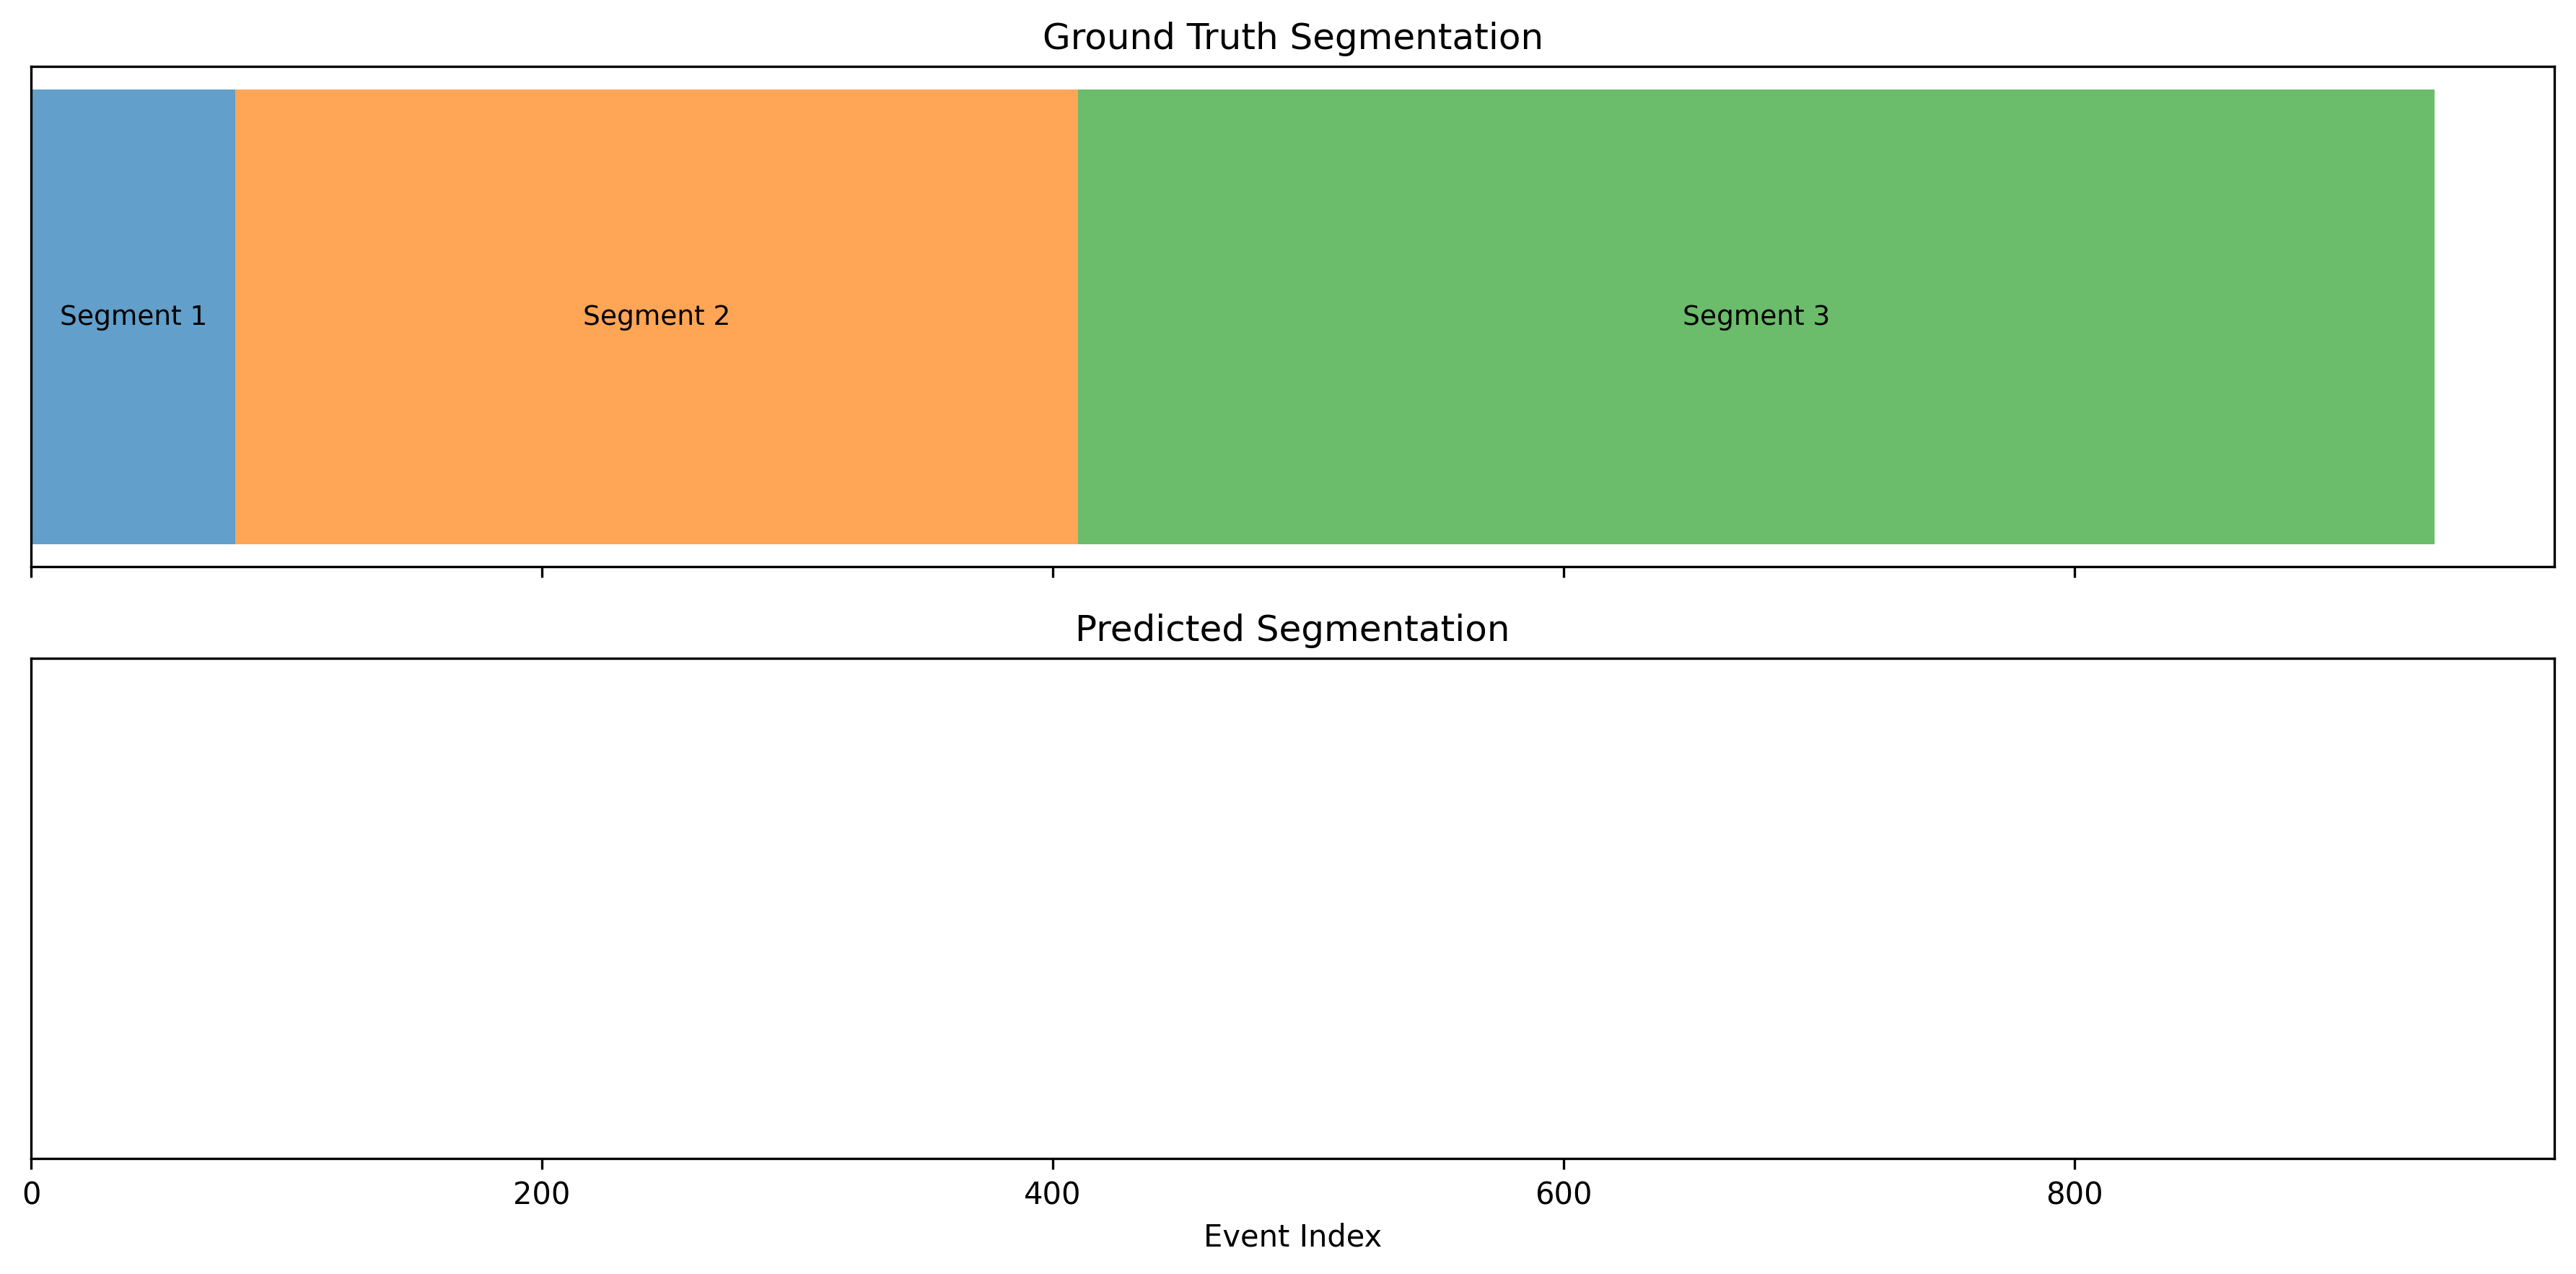 Ground Truth Segmentation
Segment 1 Segment 2 Segment 3
Predicted Segmentation
0 200 400 600 800
Event Index